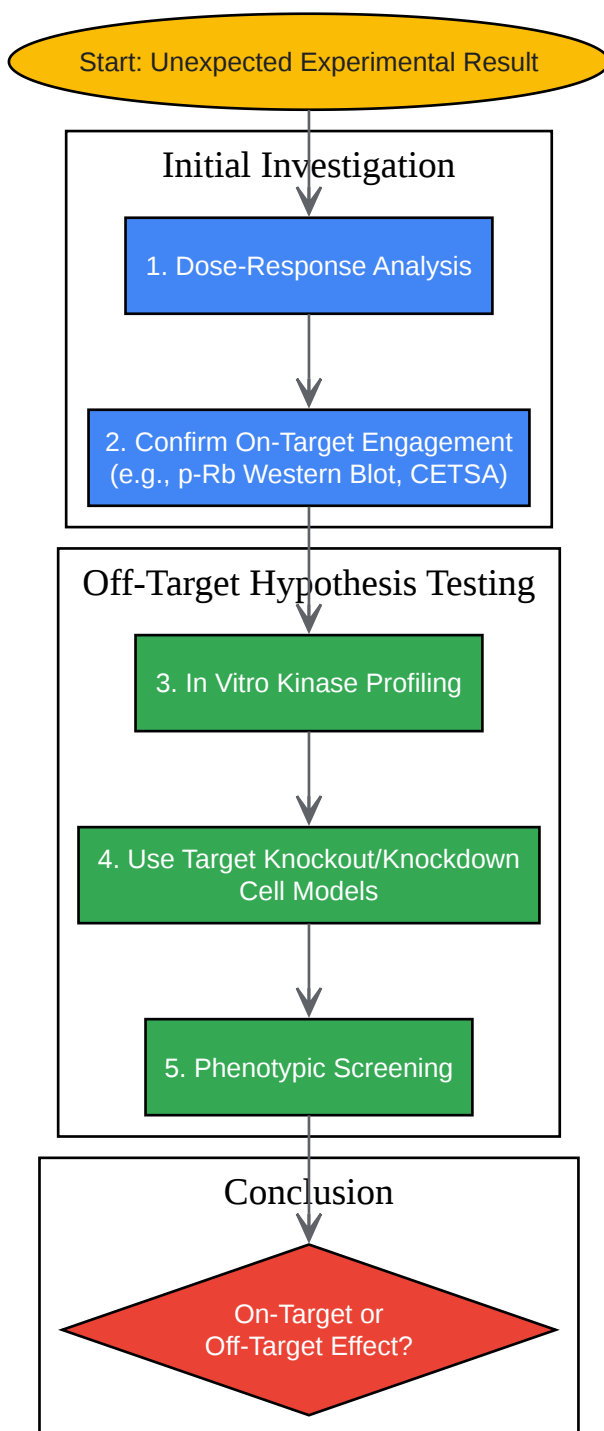 Start: Unexpected Experimental Result
Initial Investigation
1. Dose-Response Analysis
2. Confirm On-Target Engagement
(e.g., p-Rb Western Blot, CETSA)
Off-Target Hypothesis Testing
3. In Vitro Kinase Profiling
4. Use Target Knockout/Knockdown
Cell Models
5. Phenotypic Screening
Conclusion
On-Target or
Off-Target Effect?